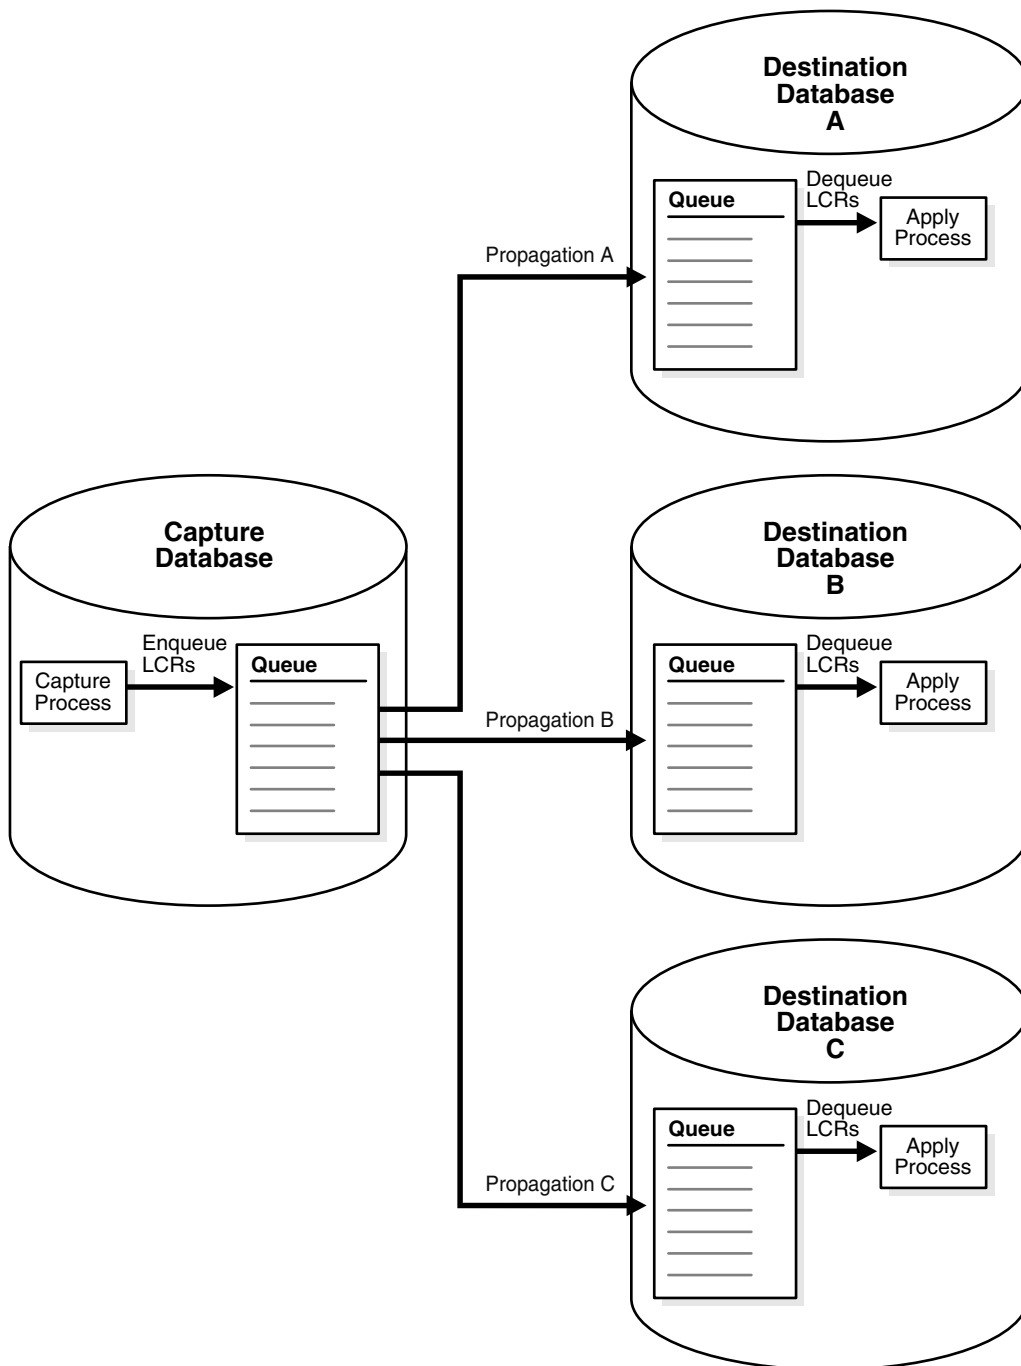 Destination
Database
A
Queue
Dequeue
LCRs
Apply
Process
Propagation A
Capture
Database
Enqueue
LCRs
Capture
Process
Queue
Propagation B
Destination
Database
B
Queue
Dequeue
LCRs
Apply
Process
Destination
Database
C
Queue
Dequeue
LCRs
Apply
Process
Propagation C